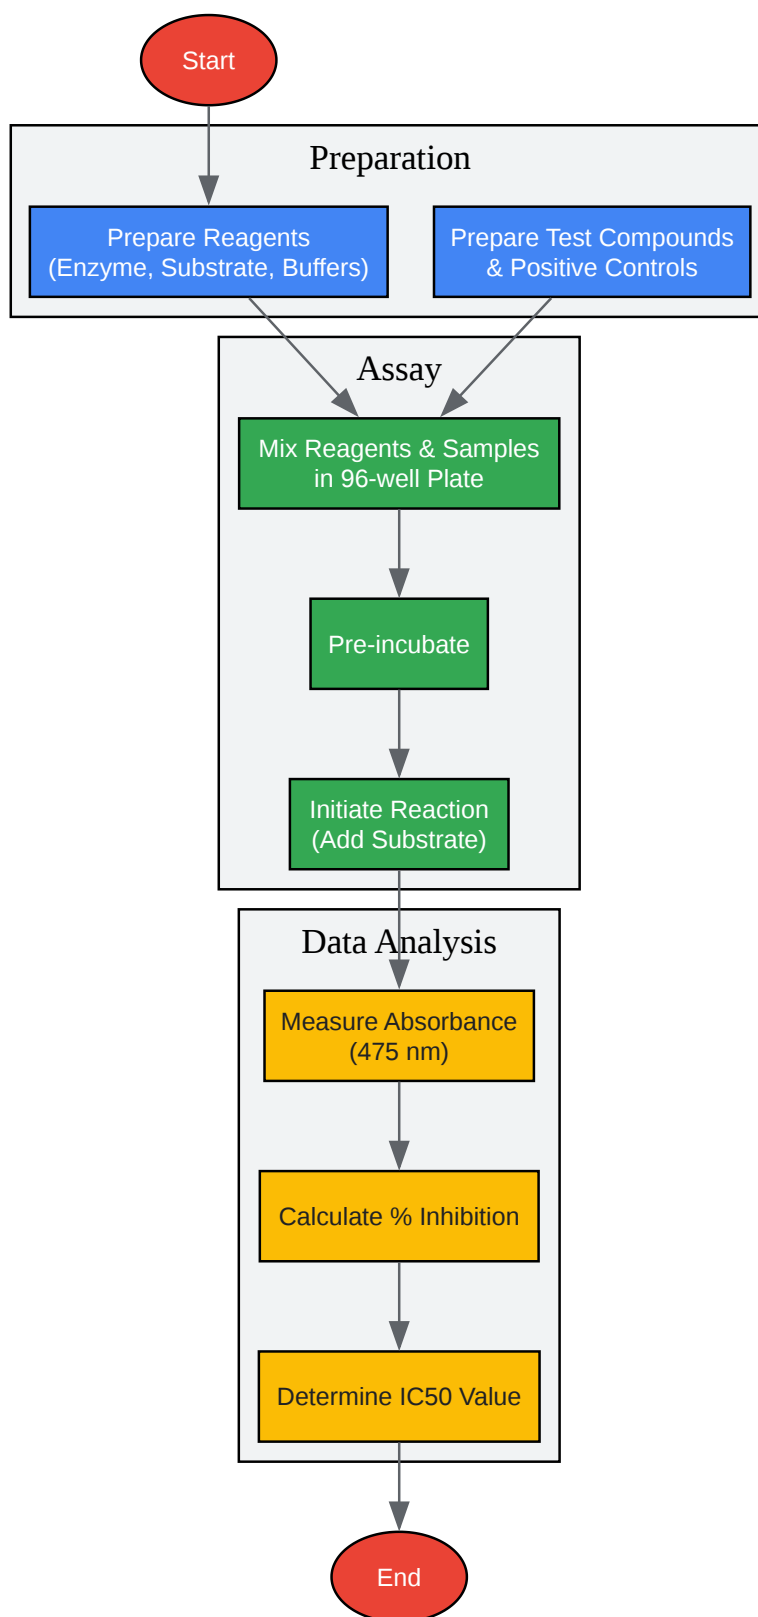 Start
Preparation
Prepare Reagents
(Enzyme, Substrate, Buffers)
Prepare Test Compounds
& Positive Controls
Assay
Mix Reagents & Samples
in 96-well Plate
Pre-incubate
Initiate Reaction
(Add Substrate)
Data Analysis
Measure Absorbance
(475 nm)
Calculate % Inhibition
Determine IC50 Value
End